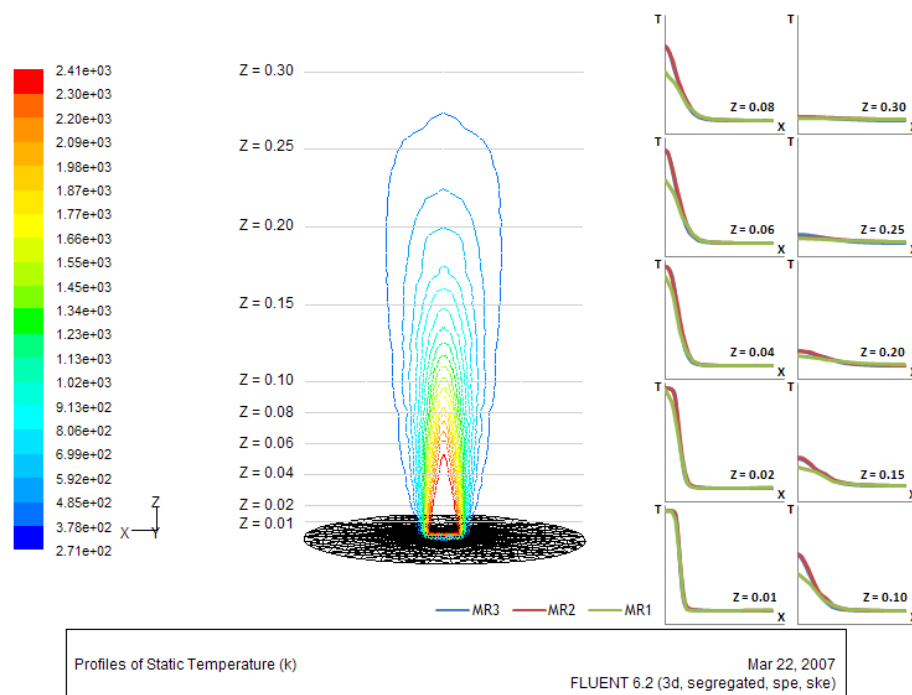 2.41e+03
2.30e+03
2.20e+03
2.09e+03
1.98e+03
1.87e+03
1.77e+03
1.66e+03
1.55e+03
1.45e+03
1.34e+03
1.23e+03
1.13e+03
1.02e+03
9.13e+02
8.06e+02
6.99e+02
5.92e+02
4.85e+02
3.78e+02
2.71e+02
Z
X
Y
Z = 0.30
Z = 0.25
Z = 0.20
Z = 0.15
Z = 0.10
Z = 0.08
Z = 0.06
Z = 0.04
Z = 0.02
Z = 0.01
MR3 MR2 MR1
T
Z = 0.08
X
T
Z = 0.30
X
T
Z = 0.06
X
T
Z = 0.25
X
T
Z = 0.04
X
T
Z = 0.20
X
T
Z = 0.02
X
T
Z = 0.15
X
T
Z = 0.01
X
T
Z = 0.10
X
Profiles of Static Temperature (k)
Mar 22, 2007
FLUENT 6.2 (3d, segregated, spe, ske)